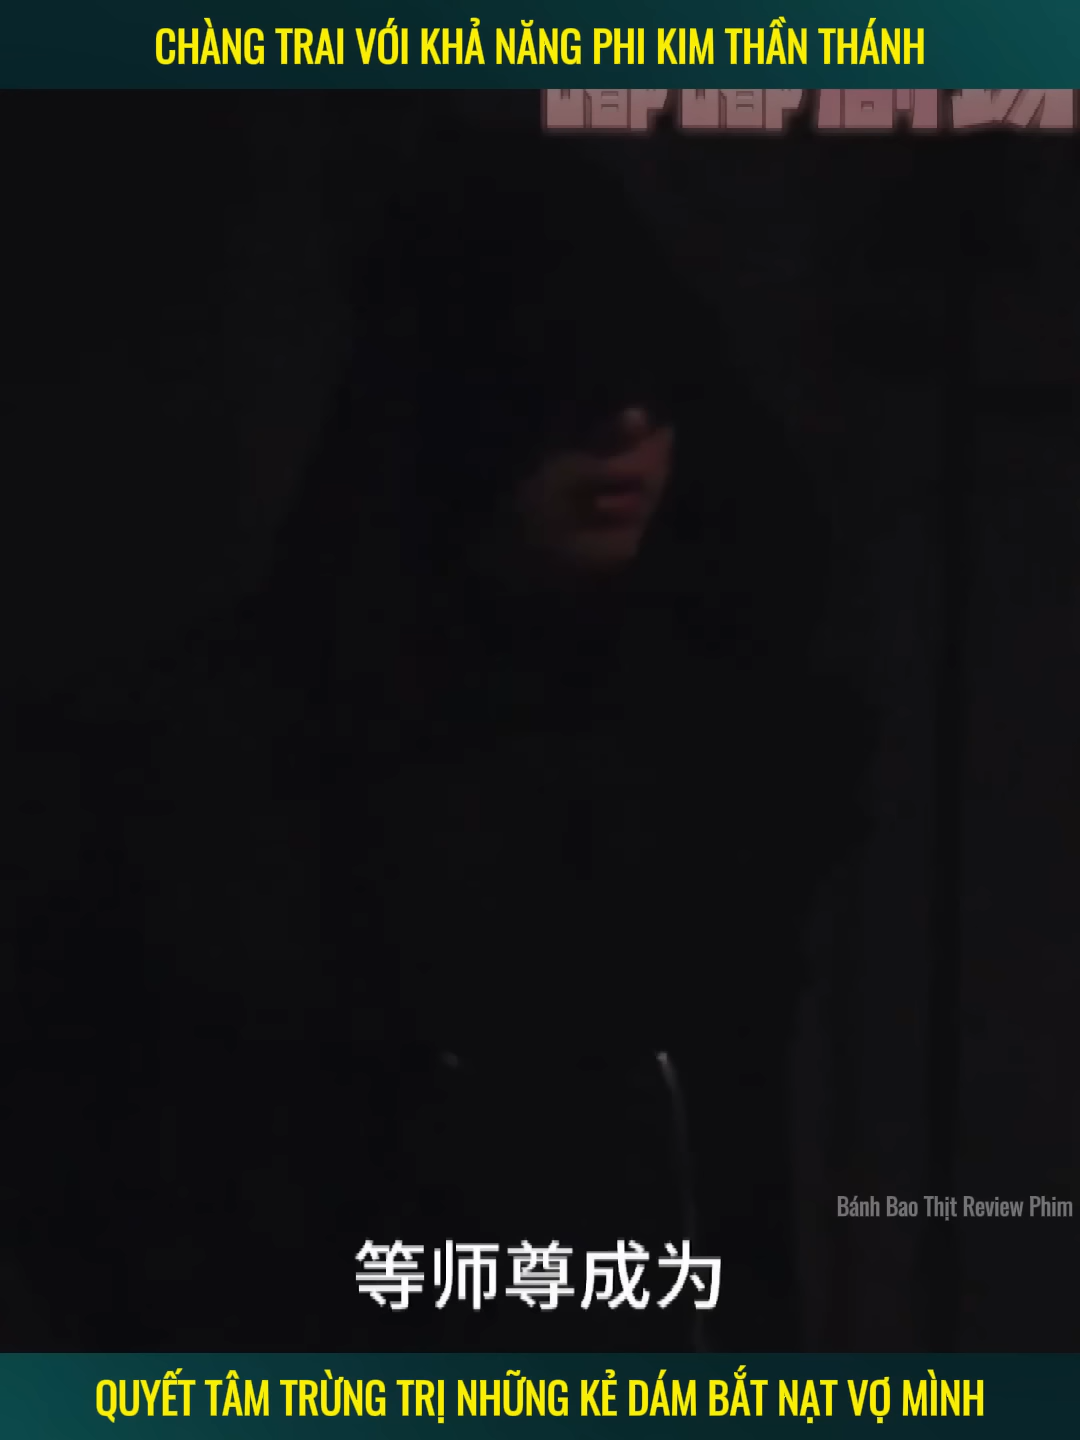 CHÀNG TRAI VỚI KHẢ NĂNG PHI KIM THẦN THÁNH
Bánh Bao Thịt Review Phim
等师尊成为
QUYẾT TÂM TRỪNG TRỊ NHỮNG KẺ DÁM BẮT NẠT VỢ MÌNH